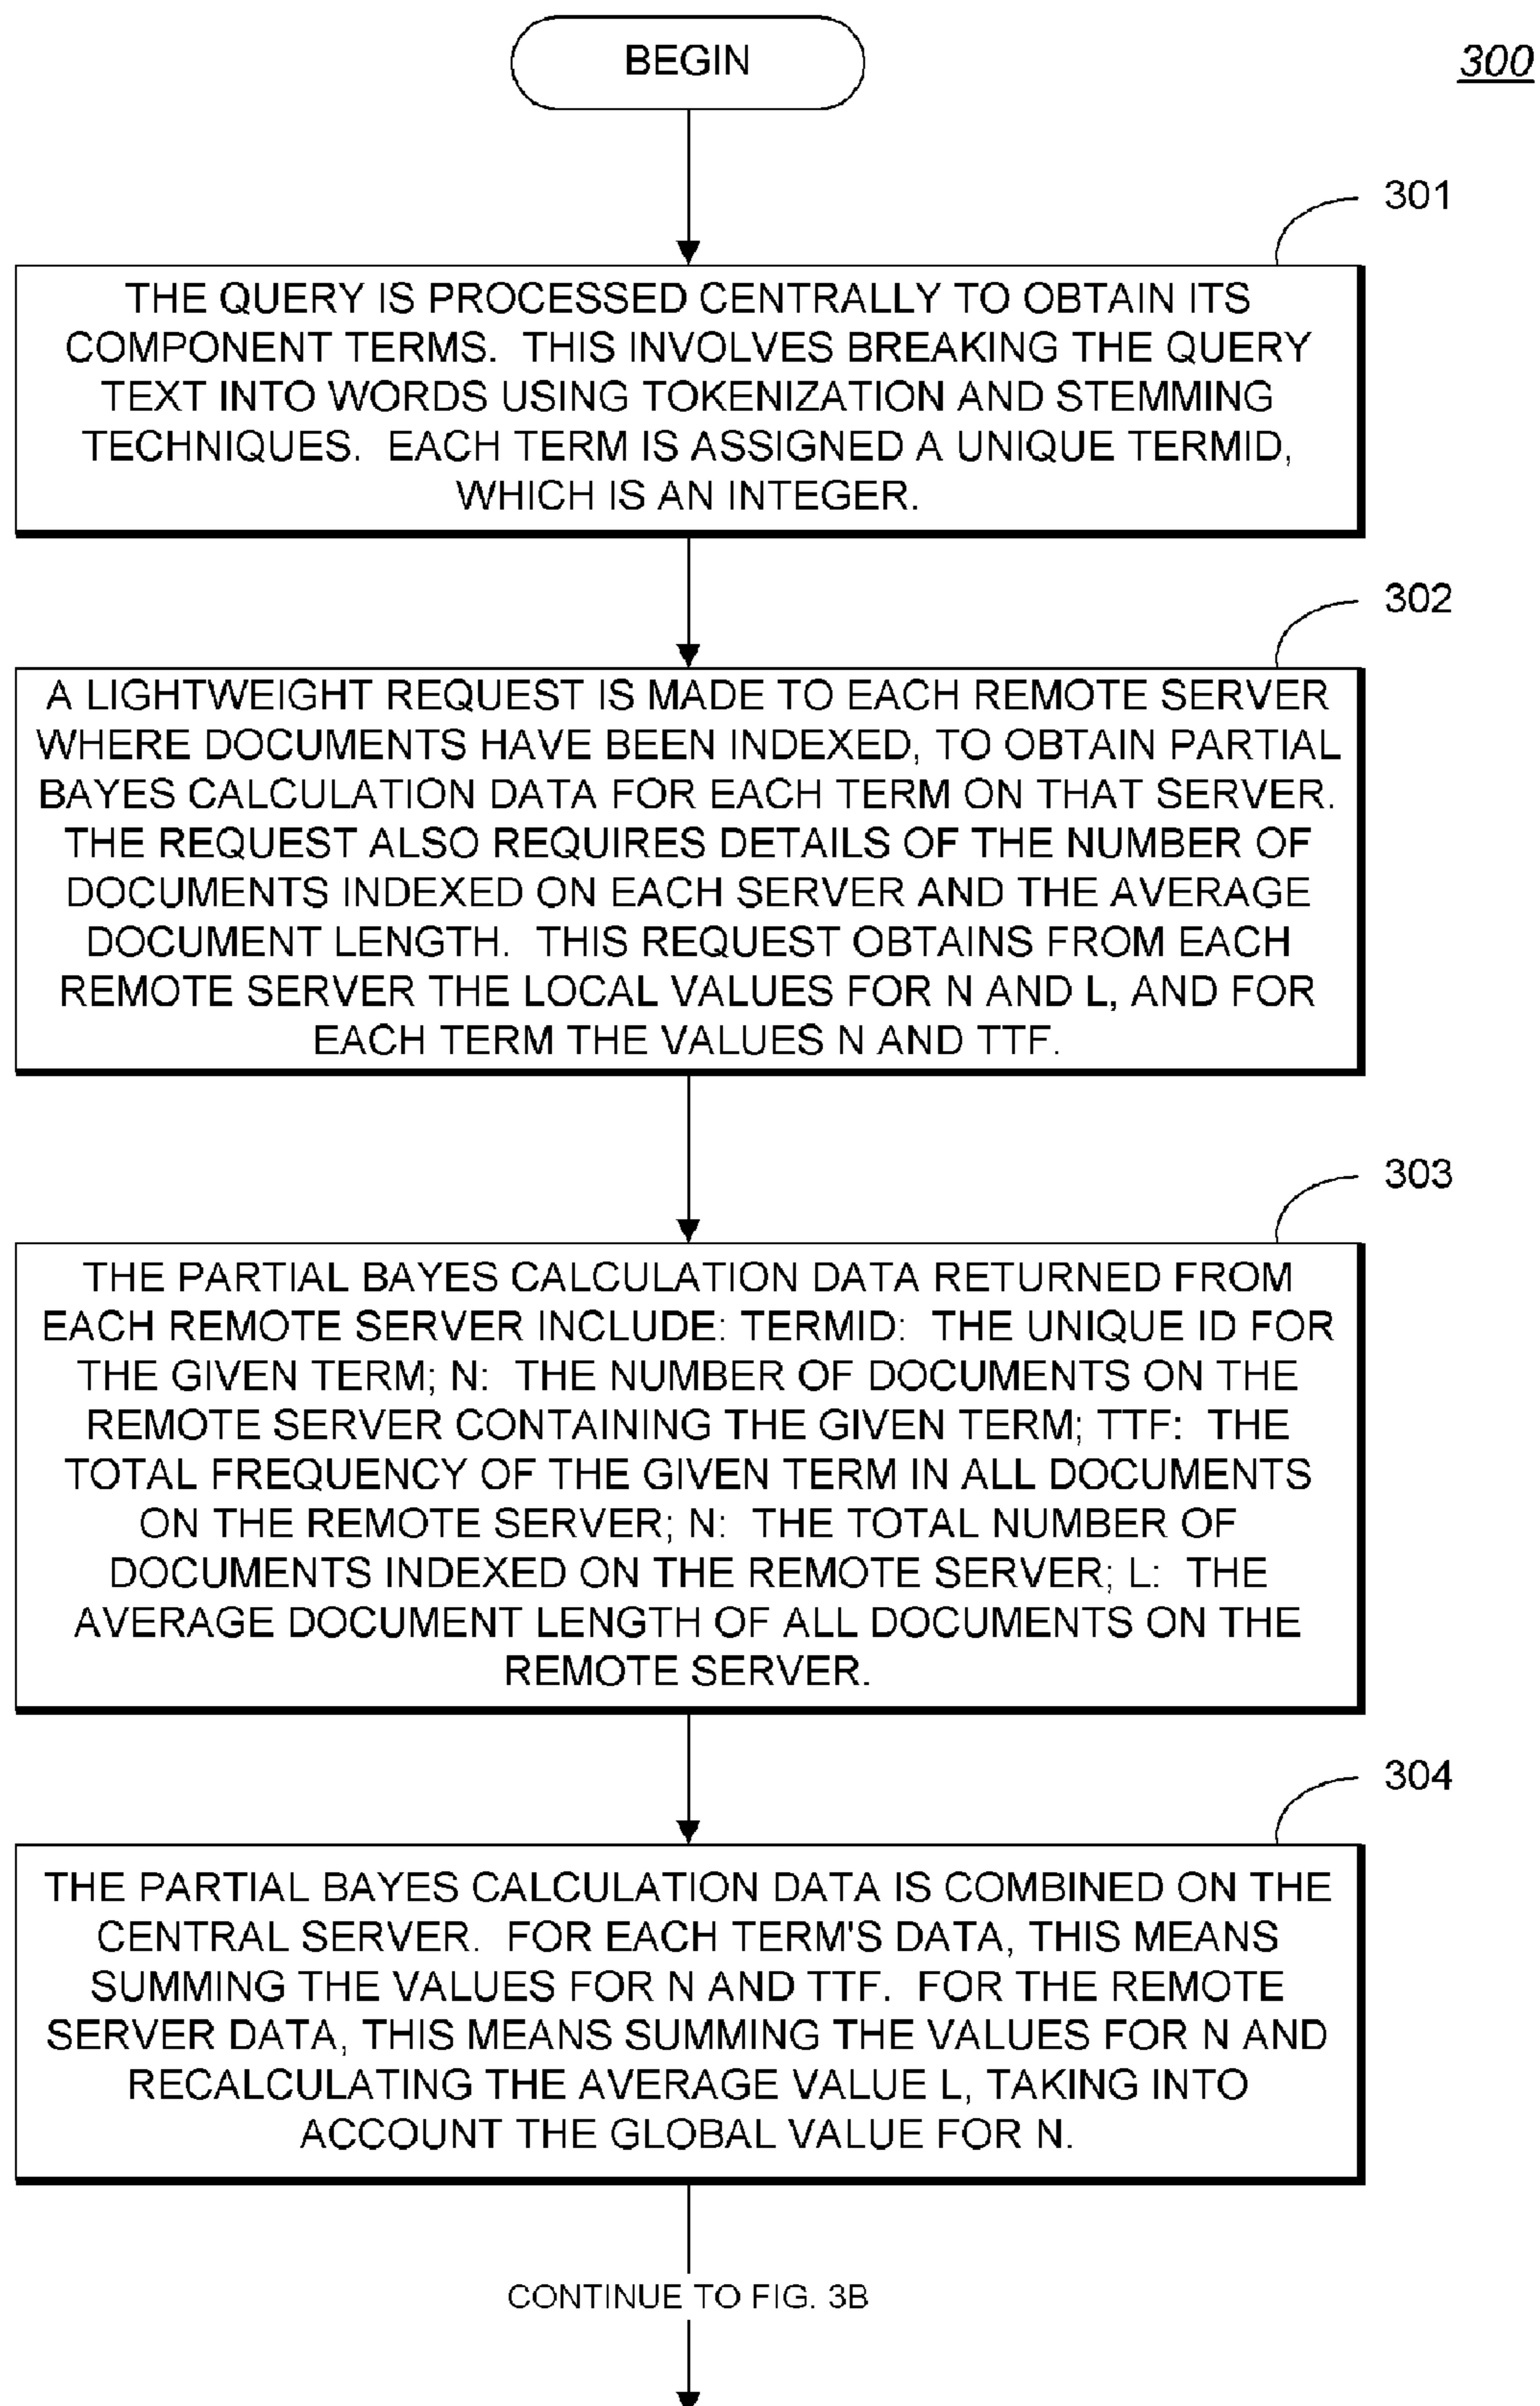 BEGIN
300
301
THE QUERY IS PROCESSED CENTRALLY TO OBTAIN ITS
COMPONENT TERMS. THIS INVOLVES BREAKING THE QUERY
TEXT INTO WORDS USING TOKENIZATION AND STEMMING
TECHNIQUES. EACH TERM IS ASSIGNED A UNIQUE TERMID,
WHICH IS AN INTEGER.
302
A LIGHTWEIGHT REQUEST IS MADE TO EACH REMOTE SERVER
WHERE DOCUMENTS HAVE BEEN INDEXED, TO OBTAIN PARTIAL
BAYES CALCULATION DATA FOR EACH TERM ON THAT SERVER.
THE REQUEST ALSO REQUIRES DETAILS OF THE NUMBER OF
DOCUMENTS INDEXED ON EACH SERVER AND THE AVERAGE
DOCUMENT LENGTH. THIS REQUEST OBTAINS FROM EACH
REMOTE SERVER THE LOCAL VALUES FOR N AND L, AND FOR
EACH TERM THE VALUES N AND TTF.
303
THE PARTIAL BAYES CALCULATION DATA RETURNED FROM
EACH REMOTE SERVER INCLUDE: TERMID: THE UNIQUE ID FOR
THE GIVEN TERM; N: THE NUMBER OF DOCUMENTS ON THE
REMOTE SERVER CONTAINING THE GIVEN TERM; TTF: THE
TOTAL FREQUENCY OF THE GIVEN TERM IN ALL DOCUMENTS
ON THE REMOTE SERVER; N: THE TOTAL NUMBER OF
DOCUMENTS INDEXED ON THE REMOTE SERVER; L: THE
AVERAGE DOCUMENT LENGTH OF ALL DOCUMENTS ON THE
REMOTE SERVER.
304
THE PARTIAL BAYES CALCULATION DATA IS COMBINED ON THE
CENTRAL SERVER. FOR EACH TERM'S DATA, THIS MEANS
SUMMING THE VALUES FOR N AND TTF. FOR THE REMOTE
SERVER DATA, THIS MEANS SUMMING THE VALUES FOR N AND
RECALCULATING THE AVERAGE VALUE L, TAKING INTO
ACCOUNT THE GLOBAL VALUE FOR N.
CONTINUE TO FIG. 3B